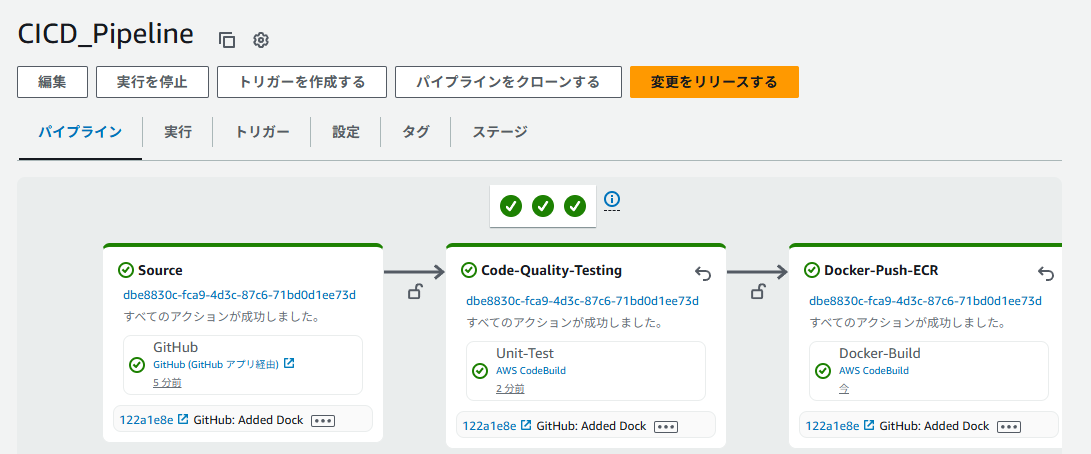 CICD_Pipeline
編集 実行を停止 トリガーを作成する パイプラインをクローンする 変更をリリースする
パイプライン 実行 トリガー 設定 タグ ステージ
Source
dbe8830c-fca9-4d3c-87c6-71bd0d1ee73d
すべてのアクションが成功しました。
GitHub
GitHub (GitHub アプリ経由)
5 分前
122a1e8e GitHub: Added Dock
Code-Quality-Testing
dbe8830c-fca9-4d3c-87c6-71bd0d1ee73d
すべてのアクションが成功しました。
Unit-Test
AWS CodeBuild
2 分前
122a1e8e GitHub: Added Dock
Docker-Push-ECR
dbe8830c-fca9-4d3c-87c6-71bd0d1ee73d
すべてのアクションが成功しました。
Docker-Build
AWS CodeBuild
今
122a1e8e GitHub: Added Dock